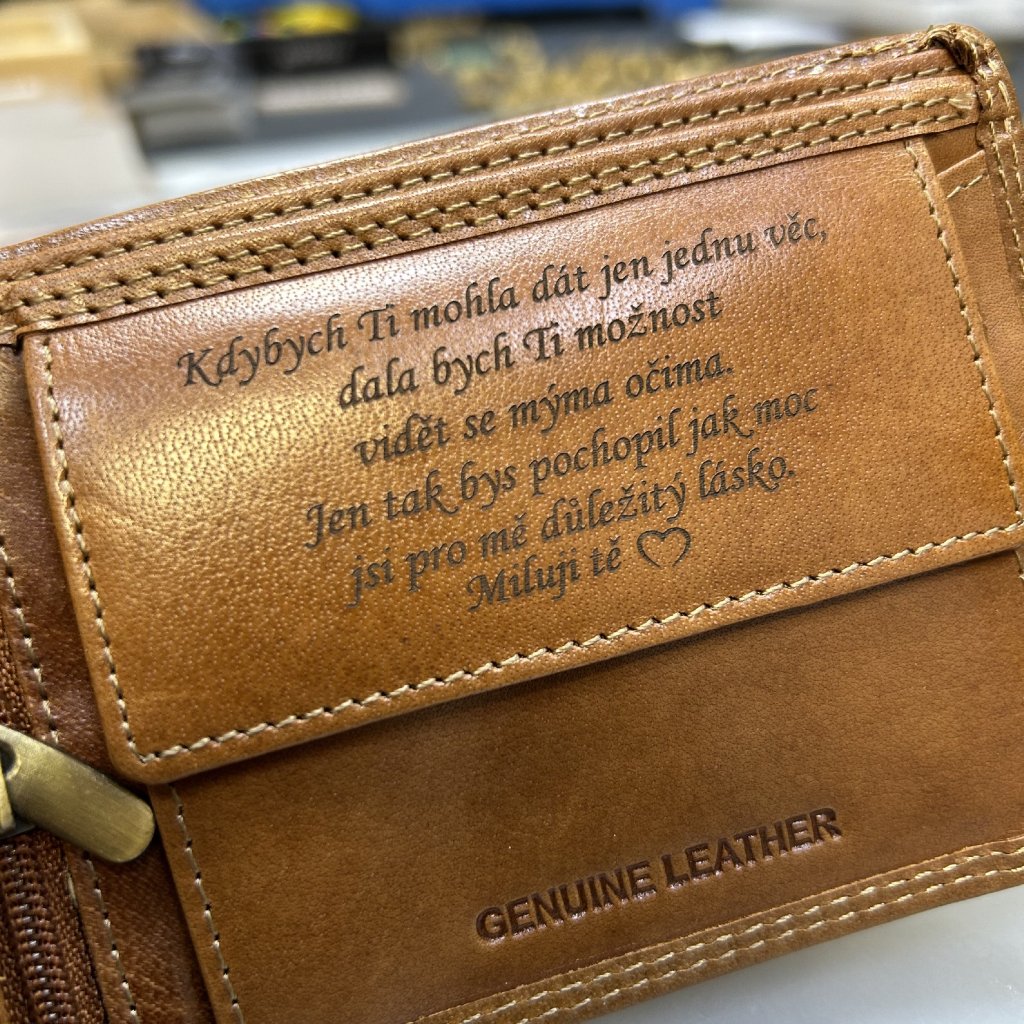 Kdybych Ti mohla dát jen jednu věc,
dala bych Ti možnost
vidět se mýma očima.
Jen tak bys pochopil jak moc
jsi pro mě důležitý lásko.
Miluji tě ♡
GENUINE LEATHER